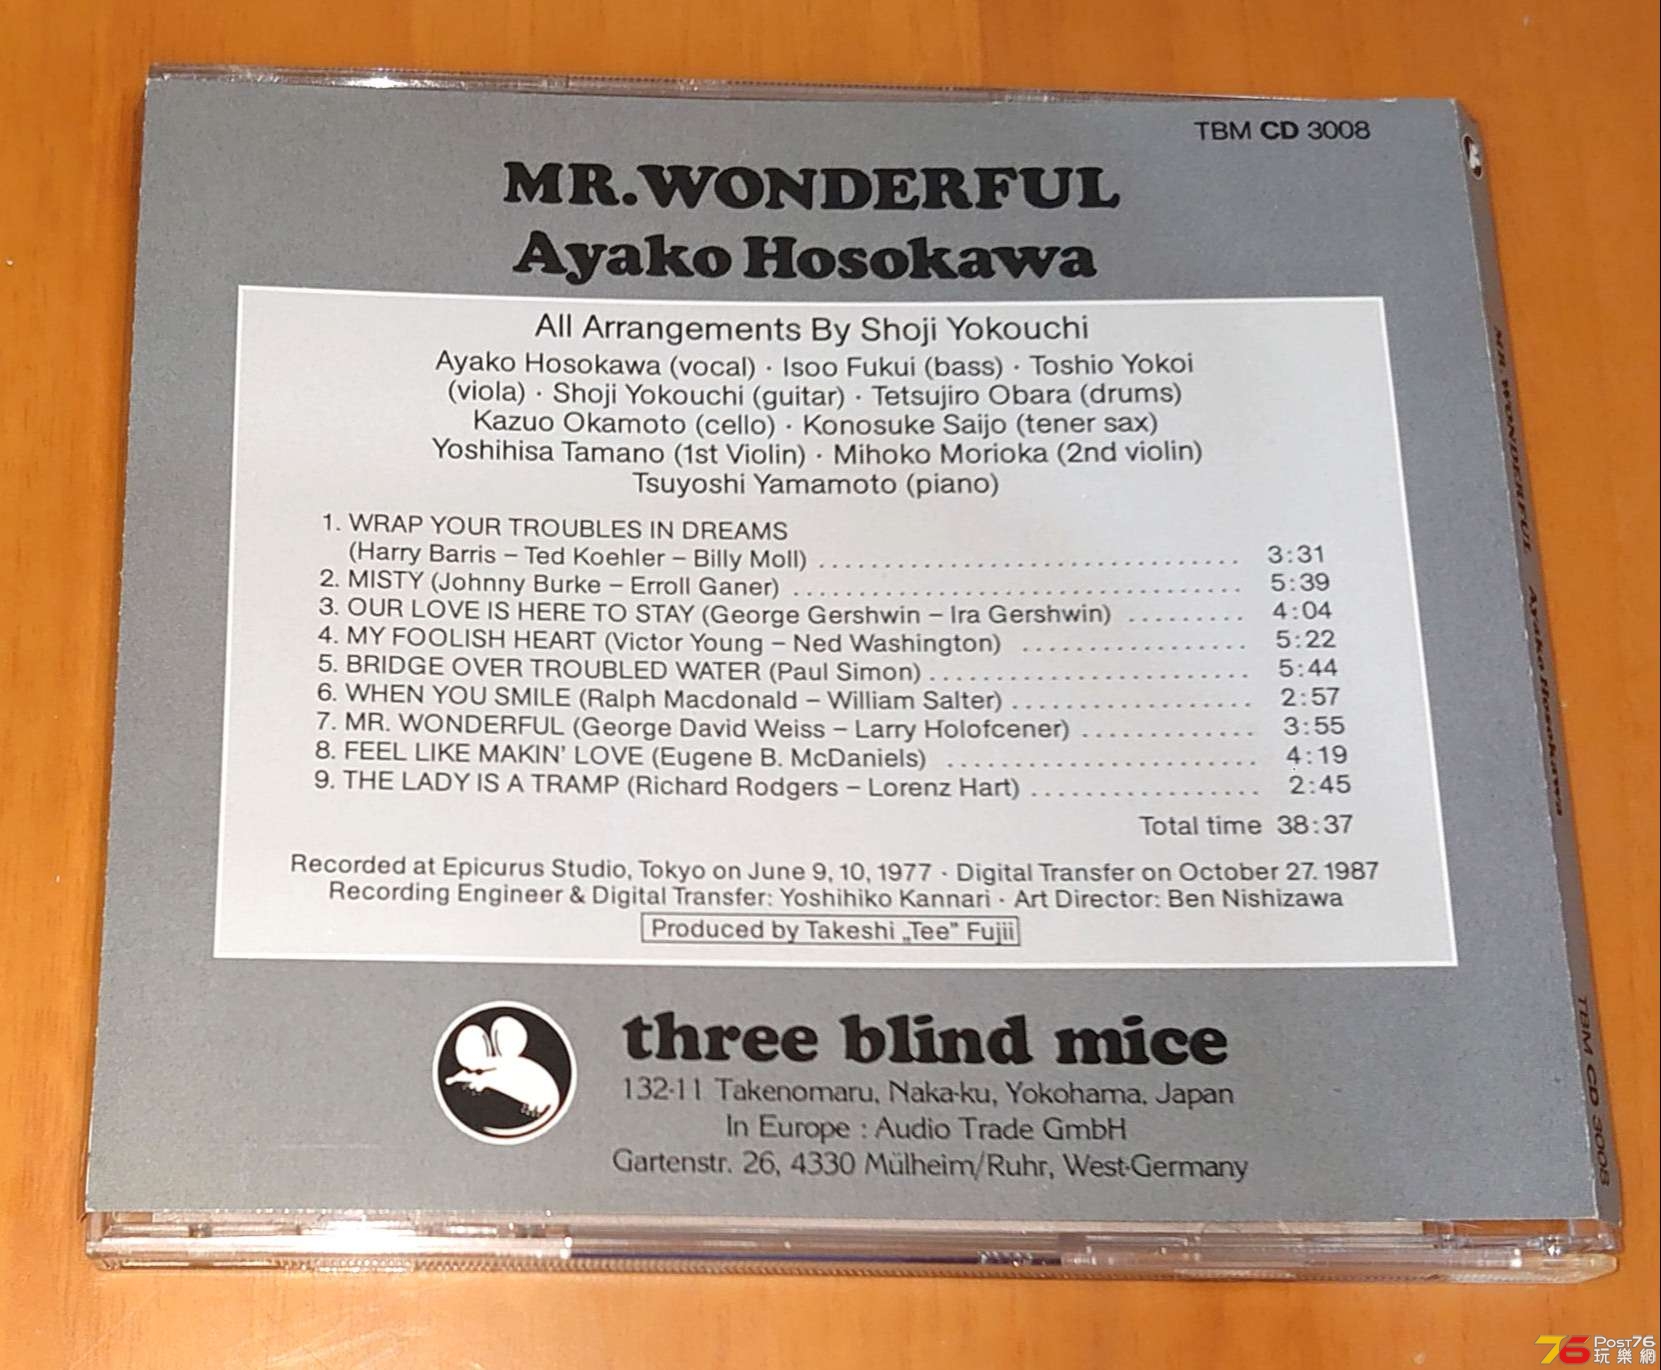 TBM CD 3008
MR.WONDERFUL
Ayako Hosokawa
All Arrangements By Shoji Yokouchi
Ayako Hosokawa (vocal) · Isoo Fukui (bass) · Toshio Yokoi
(viola) · Shoji Yokouchi (guitar) · Tetsujiro Obara (drums)
Kazuo Okamoto (cello) · Konosuke Saijo (tener sax)
Yoshihisa Tamano (1st Violin) · Mihoko Morioka (2nd violin)
Tsuyoshi Yamamoto (piano)
1. WRAP YOUR TROUBLES IN DREAMS
(Harry Barris – Ted Koehler – Billy Moll) ................................ 3:31
2. MISTY (Johnny Burke – Erroll Ganer) .................................. 5:39
3. OUR LOVE IS HERE TO STAY (George Gershwin – Ira Gershwin) ......... 4:04
4. MY FOOLISH HEART (Victor Young – Ned Washington) ................. 5:22
5. BRIDGE OVER TROUBLED WATER (Paul Simon) ........................ 5:44
6. WHEN YOU SMILE (Ralph Macdonald – William Salter) .................. 2:57
7. MR. WONDERFUL (George David Weiss – Larry Holofcener) ............. 3:55
8. FEEL LIKE MAKIN' LOVE (Eugene B. McDaniels) ........................ 4:19
9. THE LADY IS A TRAMP (Richard Rodgers – Lorenz Hart) ................. 2:45
Total time 38:37
Recorded at Epicurus Studio, Tokyo on June 9, 10, 1977 · Digital Transfer on October 27. 1987
Recording Engineer & Digital Transfer: Yoshihiko Kannari · Art Director: Ben Nishizawa
Produced by Takeshi „Tee" Fujii
three blind mice
132-11 Takenomaru, Naka-ku, Yokohama, Japan
In Europe : Audio Trade GmbH
Gartenstr. 26, 4330 Mülheim/Ruhr, West-Germany
MR. WONDERFUL Ayako Hosokawa TBM CD 3008
76 POST76
玩樂網